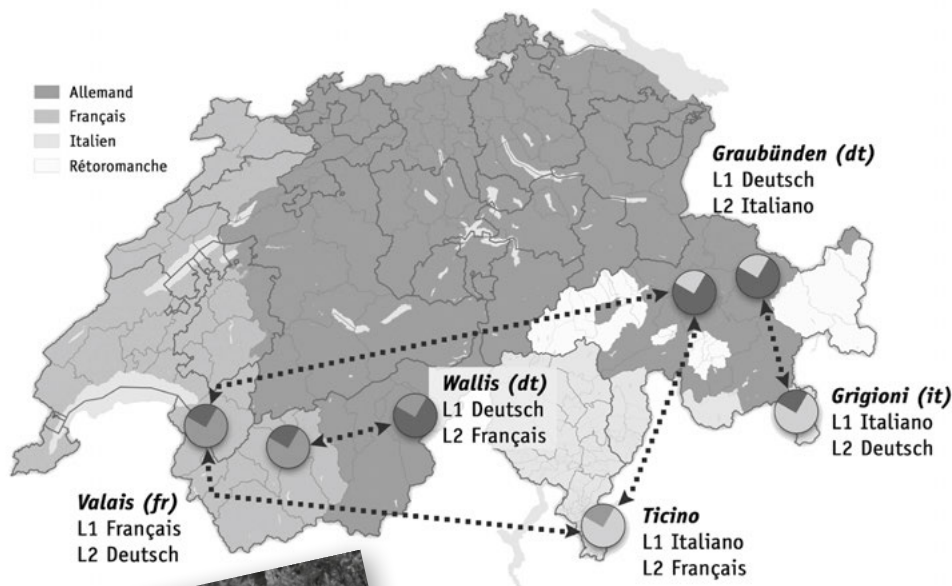 Allemand
Français
Italien
Rétoromanche
Graubünden (dt)
L1 Deutsch
L2 Italiano
Wallis (dt)
L1 Deutsch
L2 Français
Grigioni (it)
L1 Italiano
L2 Deutsch
Valais (fr)
L1 Français
L2 Deutsch
Ticino
L1 Italiano
L2 Français